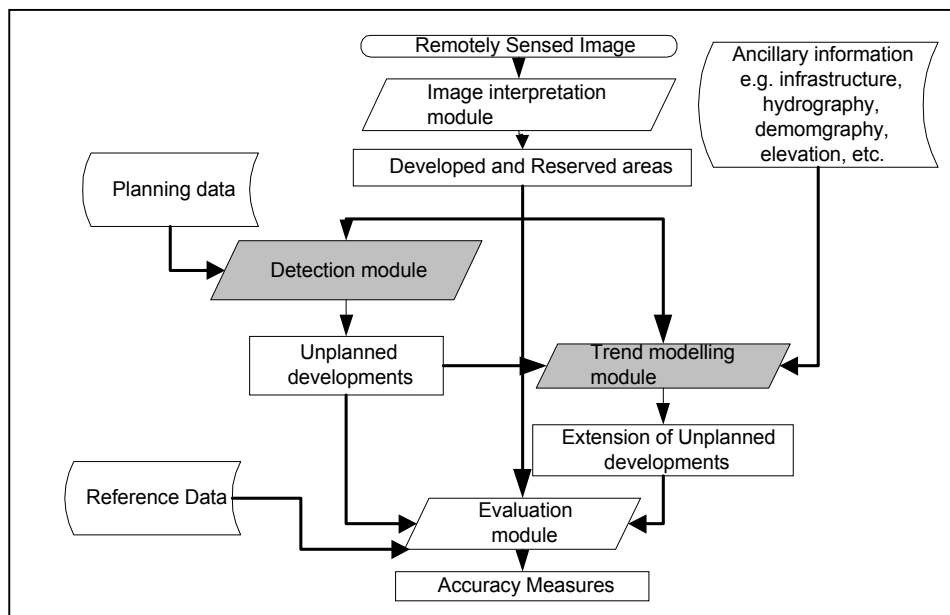 Remotely Sensed Image
Ancillary information
e.g. infrastructure,
hydrography,
demomgraphy,
elevation, etc.
Image interpretation
module
Developed and Reserved areas
Planning data
Detection module
Unplanned
developments
Trend modelling
module
Extension of Unplanned
developments
Reference Data
Evaluation
module
Accuracy Measures